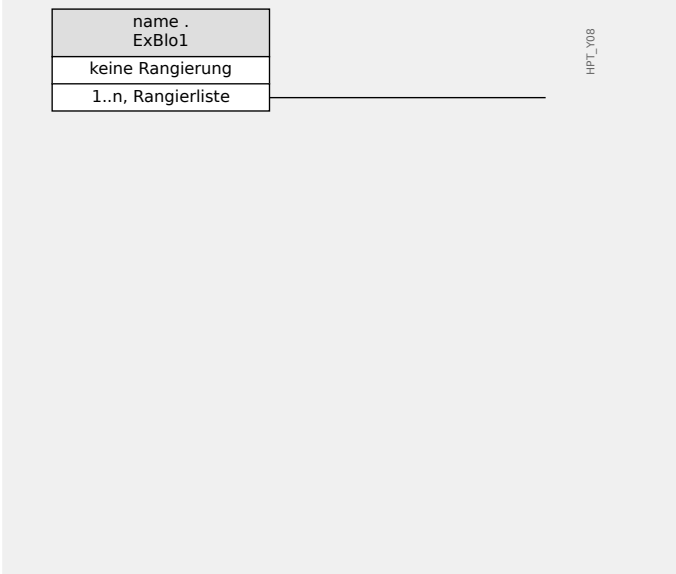 name .
ExBlo1
keine Rangierung
1..n, Rangierliste
HPT_Y08